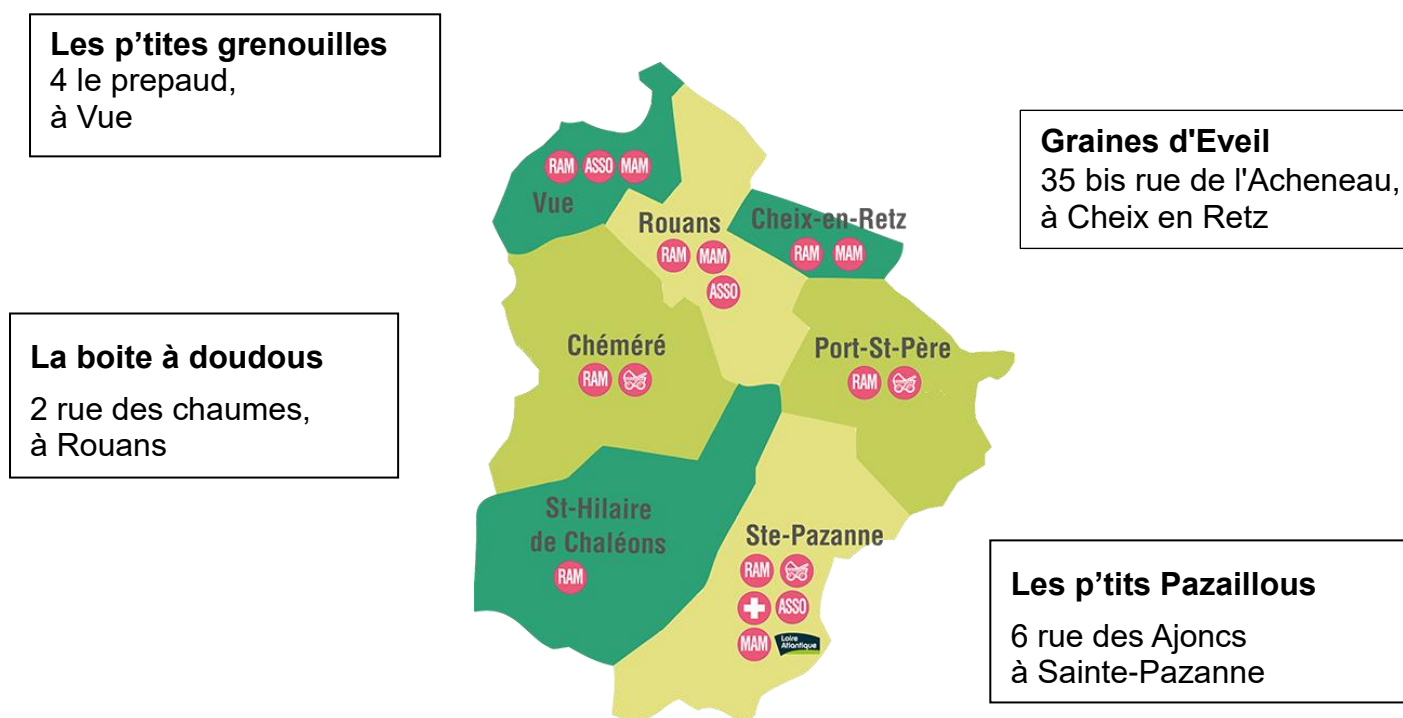 Les p'tites grenouilles
4 le prepaud,
à Vue
Graines d'Eveil
35 bis rue de l'Acheneau,
à Cheix en Retz
La boite à doudous
2 rue des chaumes,
à Rouans
Les p'tits Pazaillous
6 rue des Ajoncs
à Sainte-Pazanne
RAM ASSO MAM
Vue
Rouans
RAM MAM
ASSO
Cheix-en-Retz
RAM MAM
Chéméré
RAM
Port-St-Père
RAM
St-Hilaire
de Chaléons
RAM
Ste-Pazanne
RAM
ASSO
MAM
Loire
Atlantique